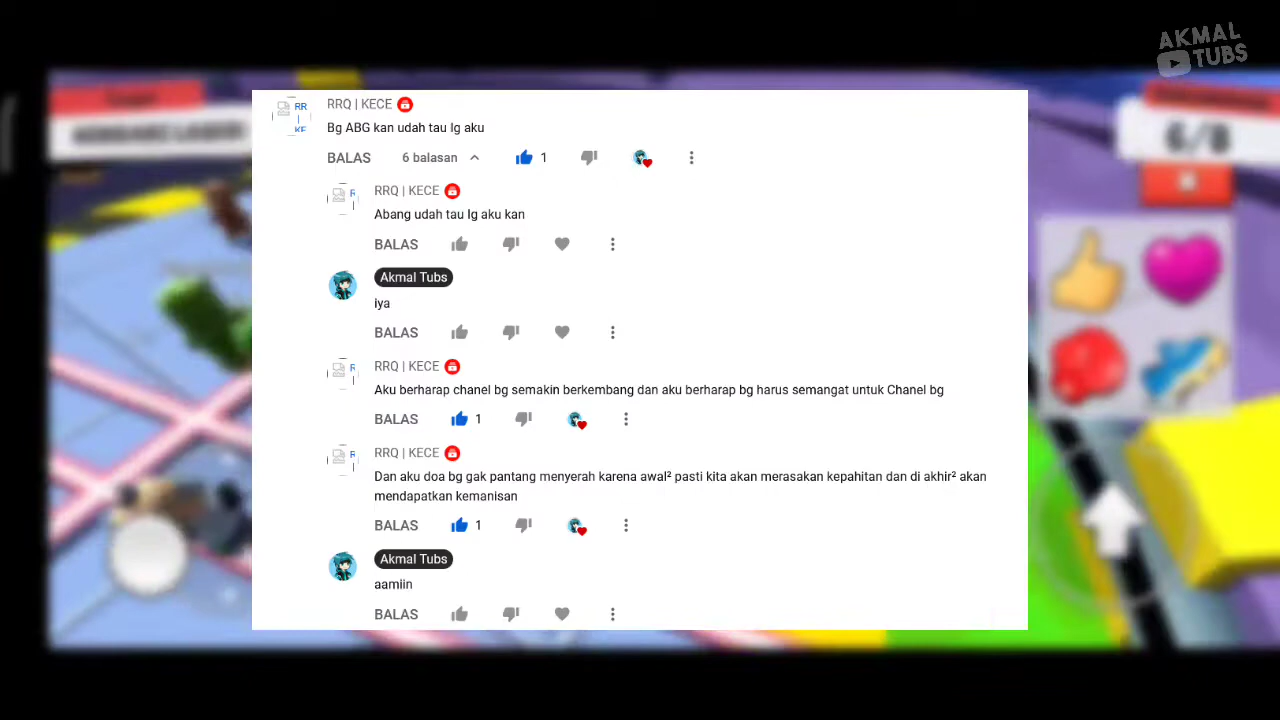 AKMAL
TUBS
RRQ | KECE
Bg ABG kan udah tau Ig aku
BALAS 6 balasan 1
RRQ | KECE
Abang udah tau Ig aku kan
BALAS
Akmal Tubs
iya
BALAS
RRQ | KECE
Aku berharap chanel bg semakin berkembang dan aku berharap bg harus semangat untuk Chanel bg
BALAS 1
RRQ | KECE
Dan aku doa bg gak pantang menyerah karena awal² pasti kita akan merasakan kepahitan dan di akhir² akan
mendapatkan kemanisan
BALAS 1
Akmal Tubs
aamiin
BALAS
6/8